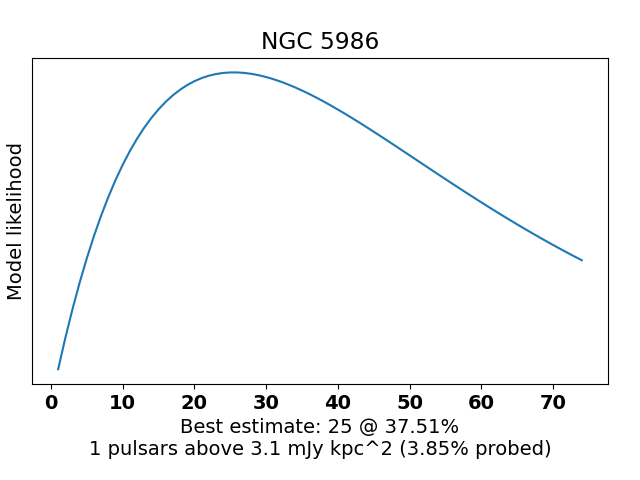 NGC 5986
Model likelihood
0 10 20 30 40 50 60 70
Best estimate: 25 @ 37.51%
1 pulsars above 3.1 mJy kpc^2 (3.85% probed)